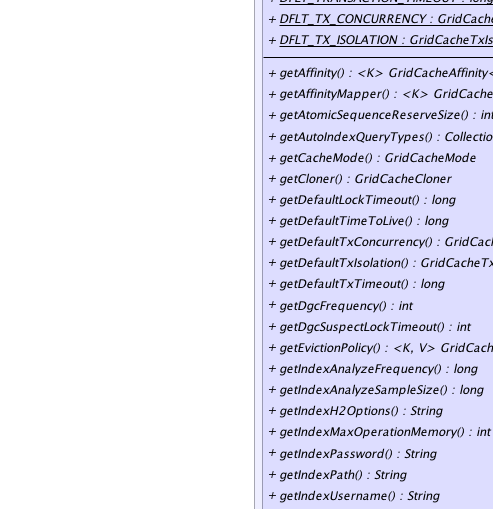 + DFLT_TRANSACTION_TIMEOUT : long
+ DFLT_TX_CONCURRENCY : GridCache
+ DFLT_TX_ISOLATION : GridCacheTxIs
+ getAffinity() : <K> GridCacheAffinity<
+ getAffinityMapper() : <K> GridCache
+ getAtomicSequenceReserveSize() : int
+ getAutoIndexQueryTypes() : Collectio
+ getCacheMode() : GridCacheMode
+ getCloner() : GridCacheCloner
+ getDefaultLockTimeout() : long
+ getDefaultTimeToLive() : long
+ getDefaultTxConcurrency() : GridCach
+ getDefaultTxIsolation() : GridCacheTx
+ getDefaultTxTimeout() : long
+ getDgcFrequency() : int
+ getDgcSuspectLockTimeout() : int
+ getEvictionPolicy() : <K, V> GridCach
+ getIndexAnalyzeFrequency() : long
+ getIndexAnalyzeSampleSize() : long
+ getIndexH2Options() : String
+ getIndexMaxOperationMemory() : int
+ getIndexPassword() : String
+ getIndexPath() : String
+ getIndexUsername() : String